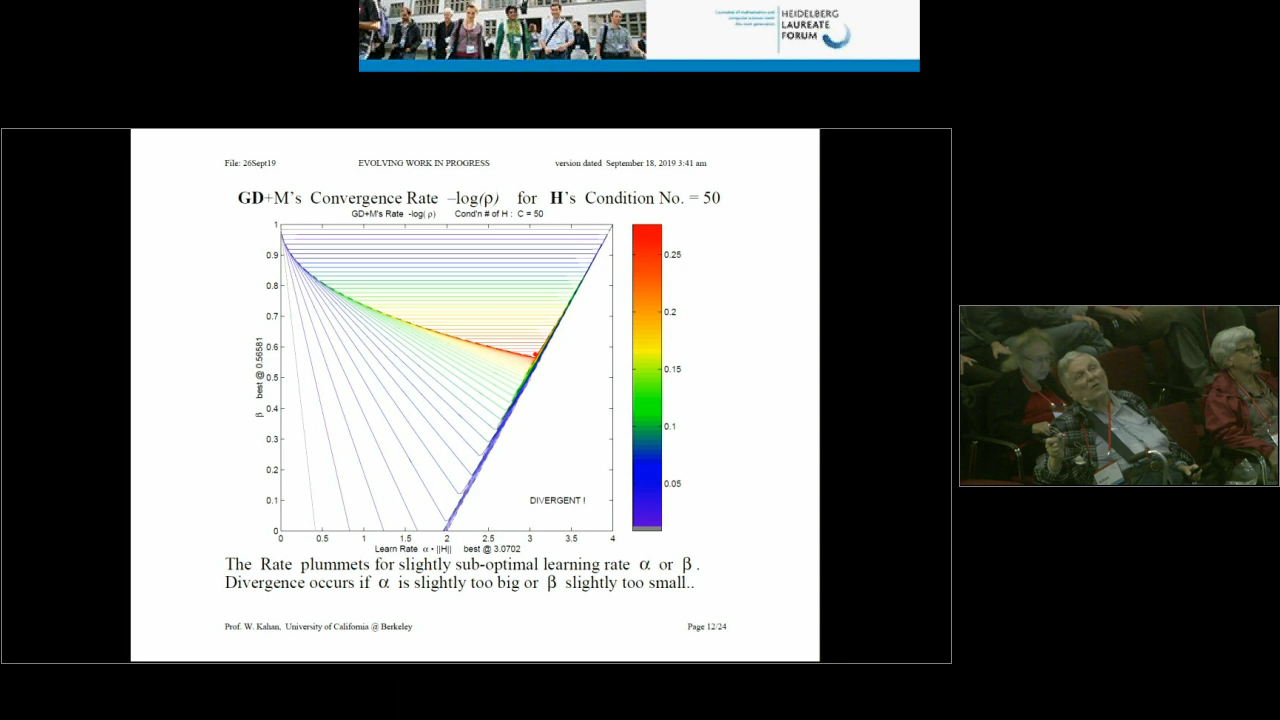 HEIDELBERG
LAUREATE
FORUM
File: 26Sept19 EVOLVING WORK IN PROGRESS version dated September 18, 2019 3:41 am
GD+M's Convergence Rate –log(ρ) for H's Condition No. = 50
GD+M's Rate -log( ρ) Cond'n # of H : C = 50
1
0.9
0.8
0.7
0.6
0.5
0.4
0.3
0.2
0.1
0
β best @ 0.56581
0.25
0.2
0.15
0.1
0.05
DIVERGENT !
0 0.5 1 1.5 2 2.5 3 3.5 4
Learn Rate α • ||H|| best @ 3.0702
The Rate plummets for slightly sub-optimal learning rate α or β .
Divergence occurs if α is slightly too big or β slightly too small..
Prof. W. Kahan, University of California @ Berkeley Page 12/24